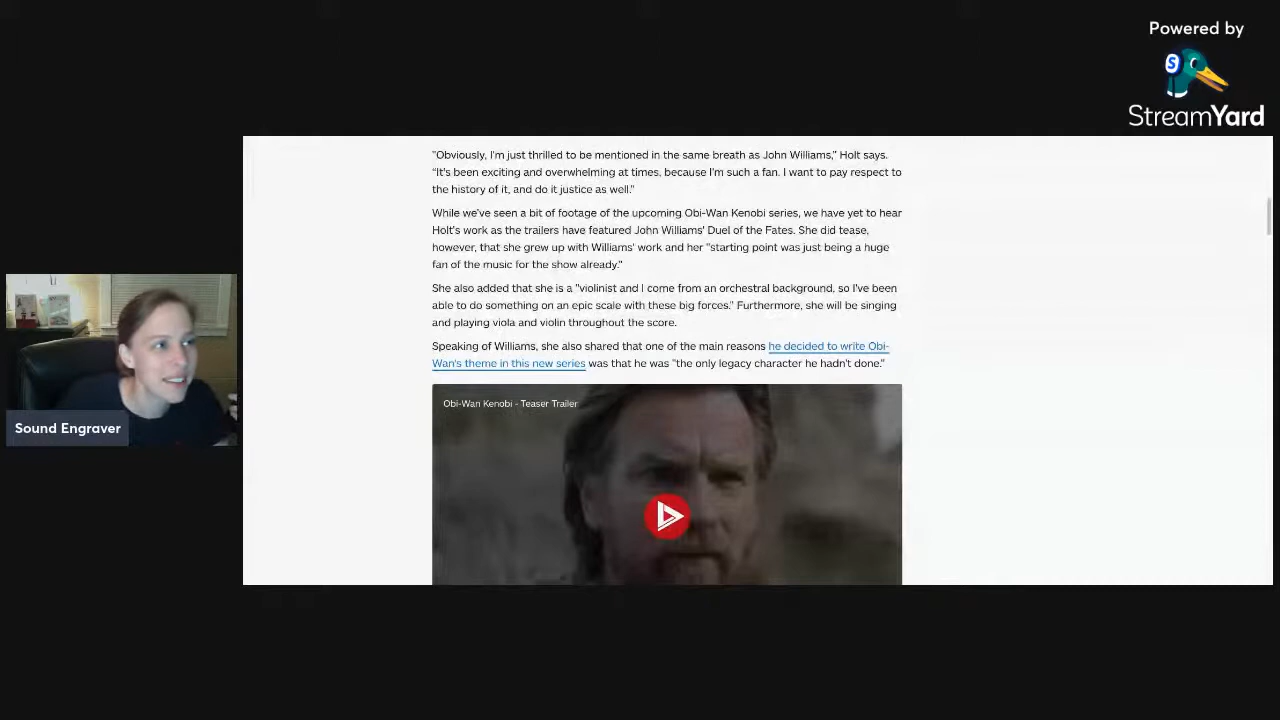 Powered by
StreamYard
"Obviously, I'm just thrilled to be mentioned in the same breath as John Williams," Holt says.
"It's been exciting and overwhelming at times, because I'm such a fan. I want to pay respect to
the history of it, and do it justice as well."
While we've seen a bit of footage of the upcoming Obi-Wan Kenobi series, we have yet to hear
Holt's work as the trailers have featured John Williams' Duel of the Fates. She did tease,
however, that she grew up with Williams' work and her "starting point was just being a huge
fan of the music for the show already."
She also added that she is a "violinist and I come from an orchestral background, so I've been
able to do something on an epic scale with these big forces." Furthermore, she will be singing
and playing viola and violin throughout the score.
Speaking of Williams, she also shared that one of the main reasons he decided to write Obi-
Wan's theme in this new series was that he was "the only legacy character he hadn't done."
Obi-Wan Kenobi - Teaser Trailer
Sound Engraver